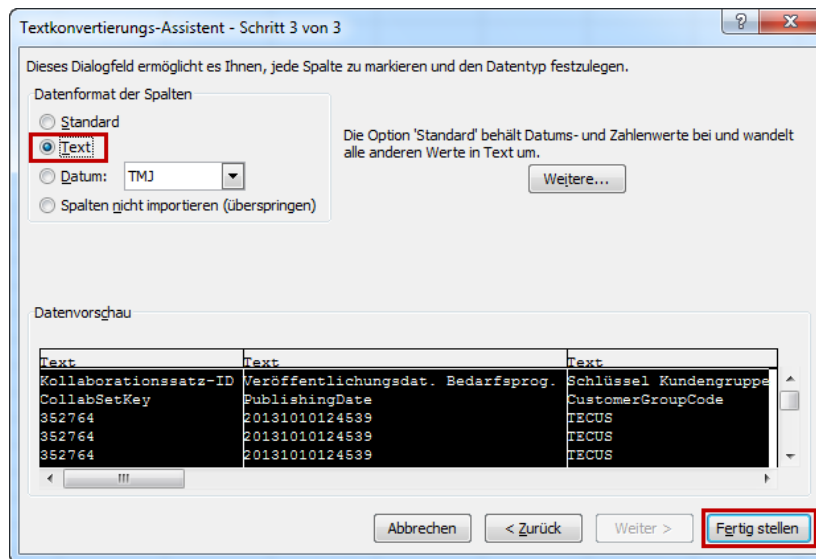 Textkonvertierungs-Assistent - Schritt 3 von 3
Dieses Dialogfeld ermöglicht es Ihnen, jede Spalte zu markieren und den Datentyp festzulegen.
Datenformat der Spalten
Standard
Text
Datum: TMJ
Spalten nicht importieren (überspringen)
Die Option 'Standard' behält Datums- und Zahlenwerte bei und wandelt
alle anderen Werte in Text um.
Weitere...
Datenvorschau
Text Text Text
Kollaborationssatz-ID Veröffentlichungsdat. Bedarfsprog. Schlüssel Kundengruppe
CollabSetKey PublishingDate CustomerGroupCode
352764 20131010124539 TECUS
352764 20131010124539 TECUS
352764 20131010124539 TECUS
Abbrechen < Zurück Weiter > Fertig stellen